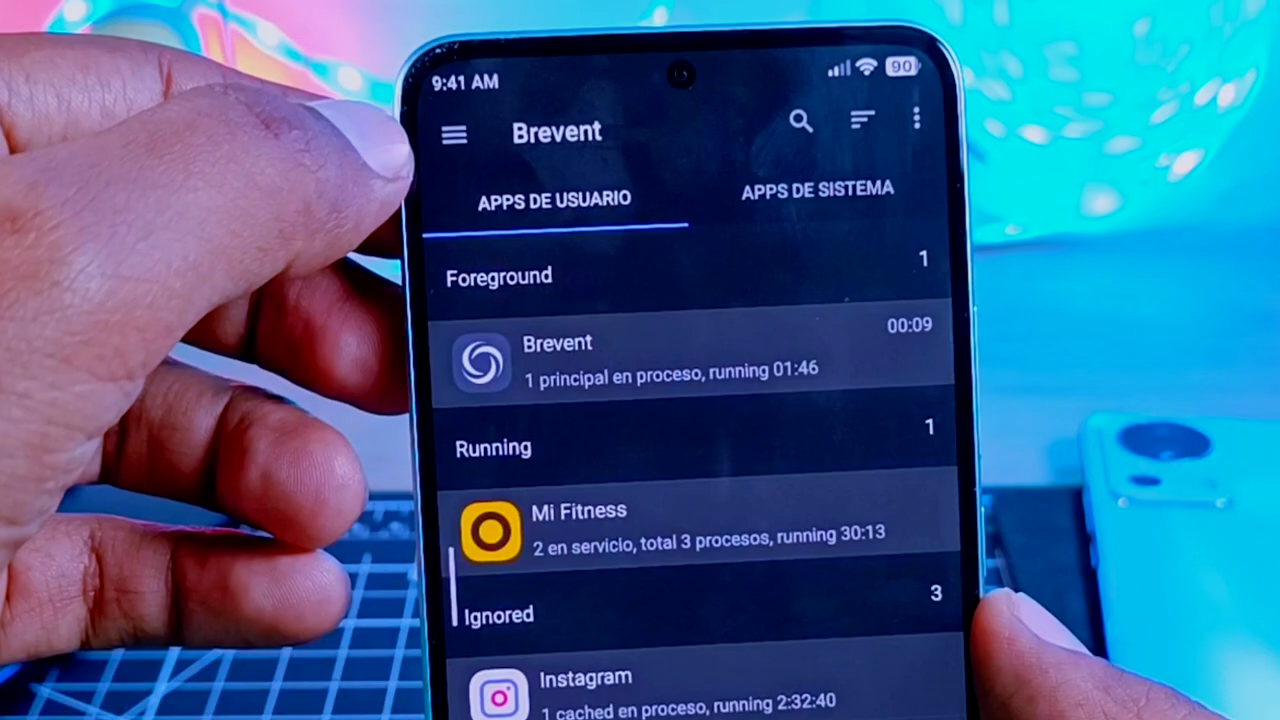 9:41 AM
90
Brevent
APPS DE USUARIO
APPS DE SISTEMA
Foreground
1
Brevent
00:09
1 principal en proceso, running 01:46
Running
1
Mi Fitness
2 en servicio, total 3 procesos, running 30:13
Ignored
3
Instagram
1 cached en proceso, running 2:32:40